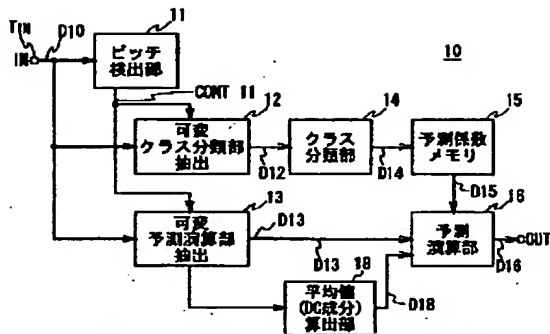 TIN
IN
D10
11
ピッチ
検出部
10
CONT 11
12
可変
クラス分類部
抽出
D12
14
クラス
分類部
D14
15
予測係数
メモリ
D15
13
可変
予測演算部
抽出
D13
D13
16
予測
演算部
OUT
D16
18
平均値
(DC成分)
算出部
D18